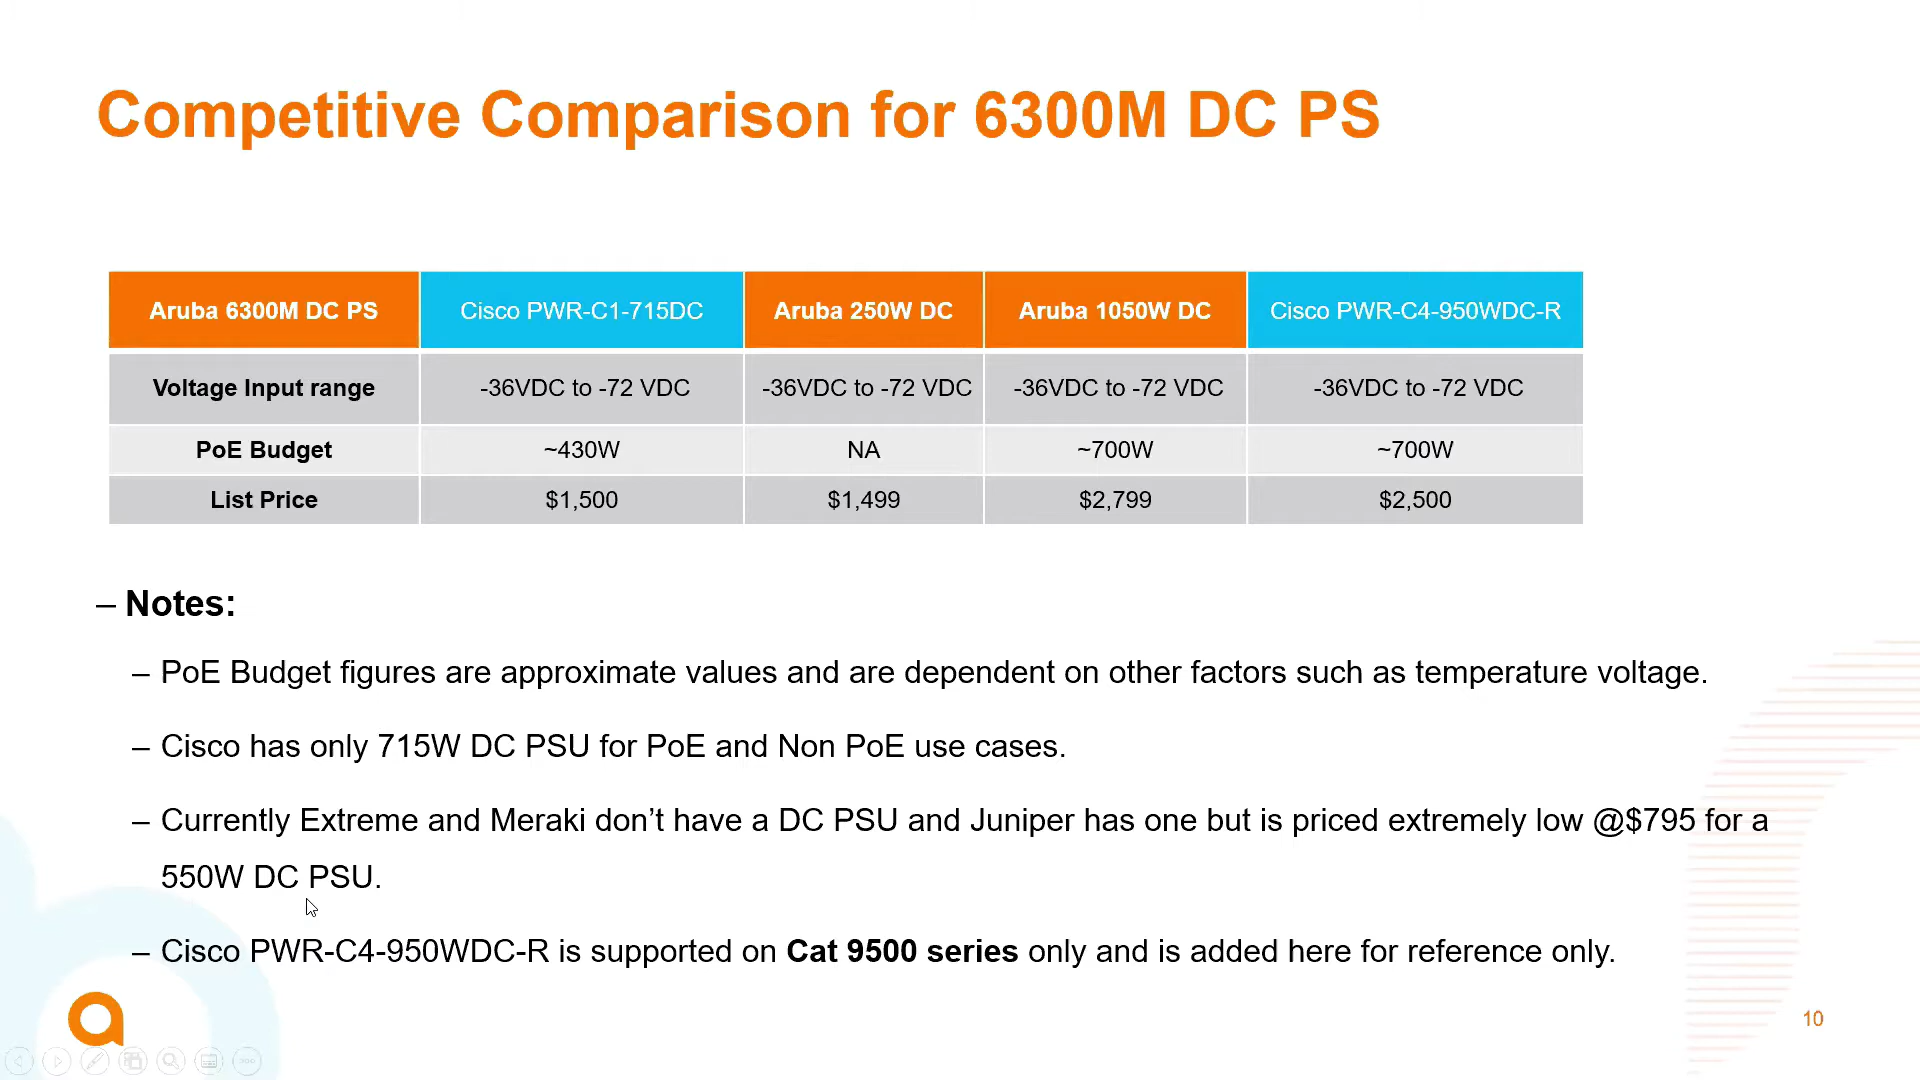 Competitive Comparison for 6300M DC PS
Aruba 6300M DC PS Cisco PWR-C1-715DC Aruba 250W DC Aruba 1050W DC Cisco PWR-C4-950WDC-R
Voltage Input range -36VDC to -72 VDC -36VDC to -72 VDC -36VDC to -72 VDC -36VDC to -72 VDC
PoE Budget ~430W NA ~700W ~700W
List Price $1,500 $1,499 $2,799 $2,500
– Notes:
– PoE Budget figures are approximate values and are dependent on other factors such as temperature voltage.
– Cisco has only 715W DC PSU for PoE and Non PoE use cases.
– Currently Extreme and Meraki don’t have a DC PSU and Juniper has one but is priced extremely low @$795 for a
550W DC PSU.
– Cisco PWR-C4-950WDC-R is supported on Cat 9500 series only and is added here for reference only.
10